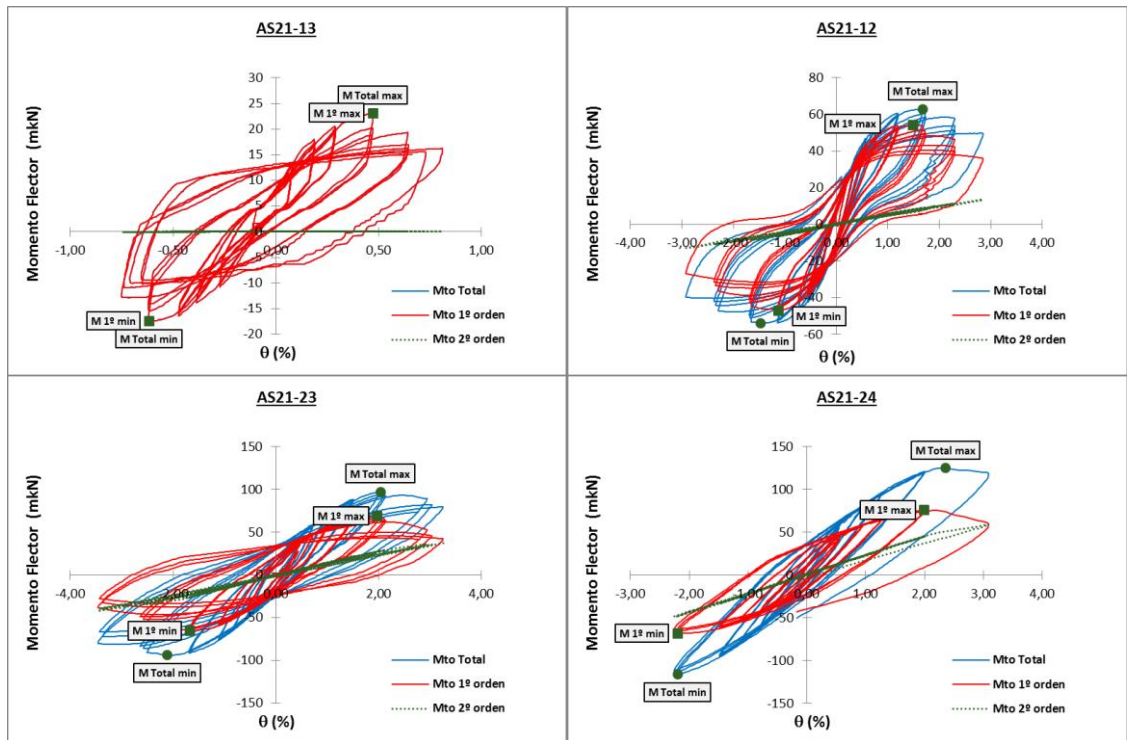 AS21-13
Momento Flector (mkN)
30
25
20
15
10
5
0
-5
-10
-15
-20
-1,00
-0,50
0,00
0,50
1,00
M Total max
M 1º max
M 1º min
M Total min
Mto Total
Mto 1º orden
Mto 2º orden
θ (%)
AS21-12
Momento Flector (mkN)
80
60
40
20
0
-20
-40
-60
-4,00
-3,00
-2,00
-1,00
0,00
1,00
2,00
3,00
4,00
M Total max
M 1º max
M 1º min
M Total min
Mto Total
Mto 1º orden
Mto 2º orden
θ (%)
AS21-23
Momento Flector (mkN)
150
100
50
0
-50
-100
-150
-4,00
-2,00
0,00
2,00
4,00
M Total max
M 1º max
M 1º min
M Total min
Mto Total
Mto 1º orden
Mto 2º orden
θ (%)
AS21-24
Momento Flector (mkN)
150
100
50
0
-50
-100
-150
-3,00
-2,00
-1,00
0,00
1,00
2,00
3,00
4,00
M Total max
M 1º max
M 1º min
M Total min
Mto Total
Mto 1º orden
Mto 2º orden
θ (%)